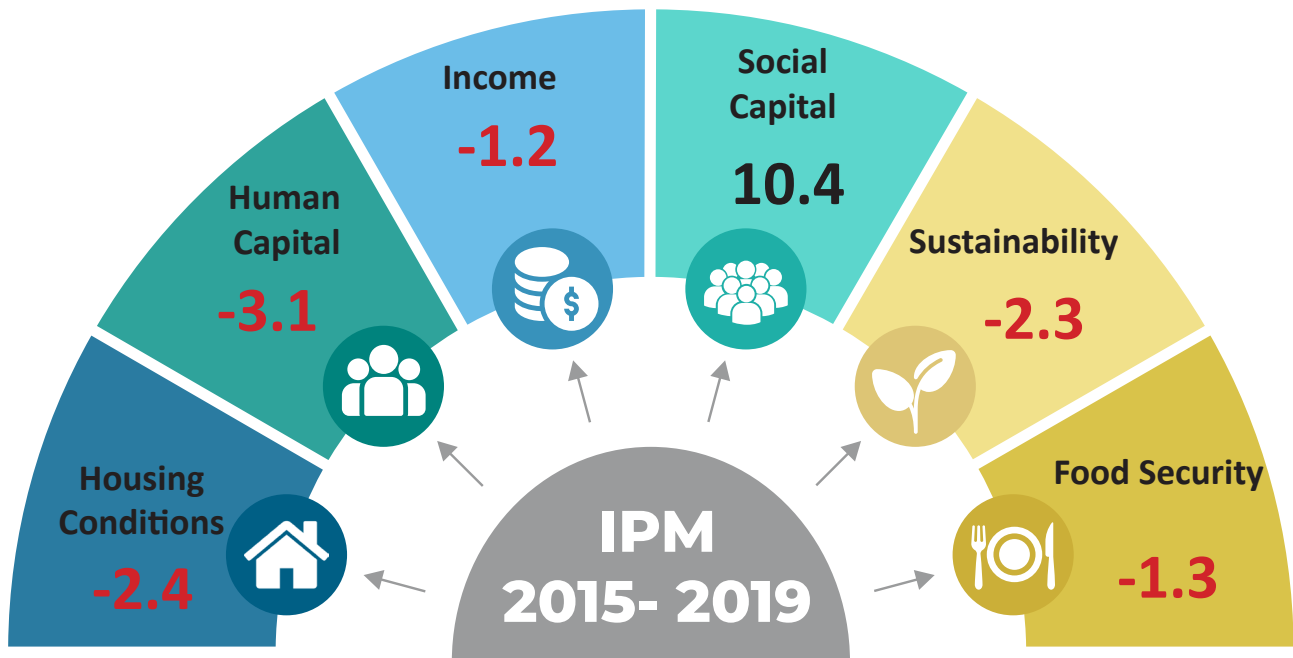 Housing
Conditions
-2.4
Human
Capital
-3.1
Income
-1.2
$
Social
Capital
10.4
Sustainability
-2.3
Food Security
-1.3
IPM
2015- 2019